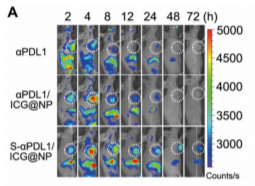 A
2 4 8 12 24 48 72 (h)
αPDL1
αPDL1/
ICG@NP
S-αPDL1/
ICG@NP
5000
4500
4000
3500
3000
Counts/s